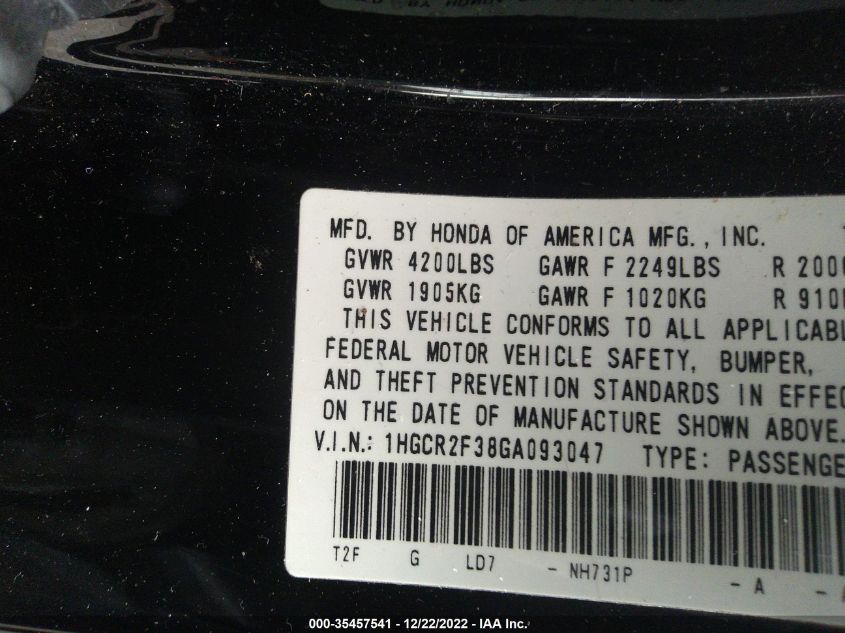 MFD. BY HONDA OF AMERICA MFG., INC.
GVWR 4200LBS GAWR F 2249LBS R 200
GVWR 1905KG GAWR F 1020KG R 910
THIS VEHICLE CONFORMS TO ALL APPLICABL
FEDERAL MOTOR VEHICLE SAFETY, BUMPER,
AND THEFT PREVENTION STANDARDS IN EFFEC
ON THE DATE OF MANUFACTURE SHOWN ABOVE.
V.I.N.: 1HGCR2F38GA093047 TYPE: PASSENGE
T2F G LD7 - NH731P - A -
000-35457541 - 12/22/2022 - IAA Inc.